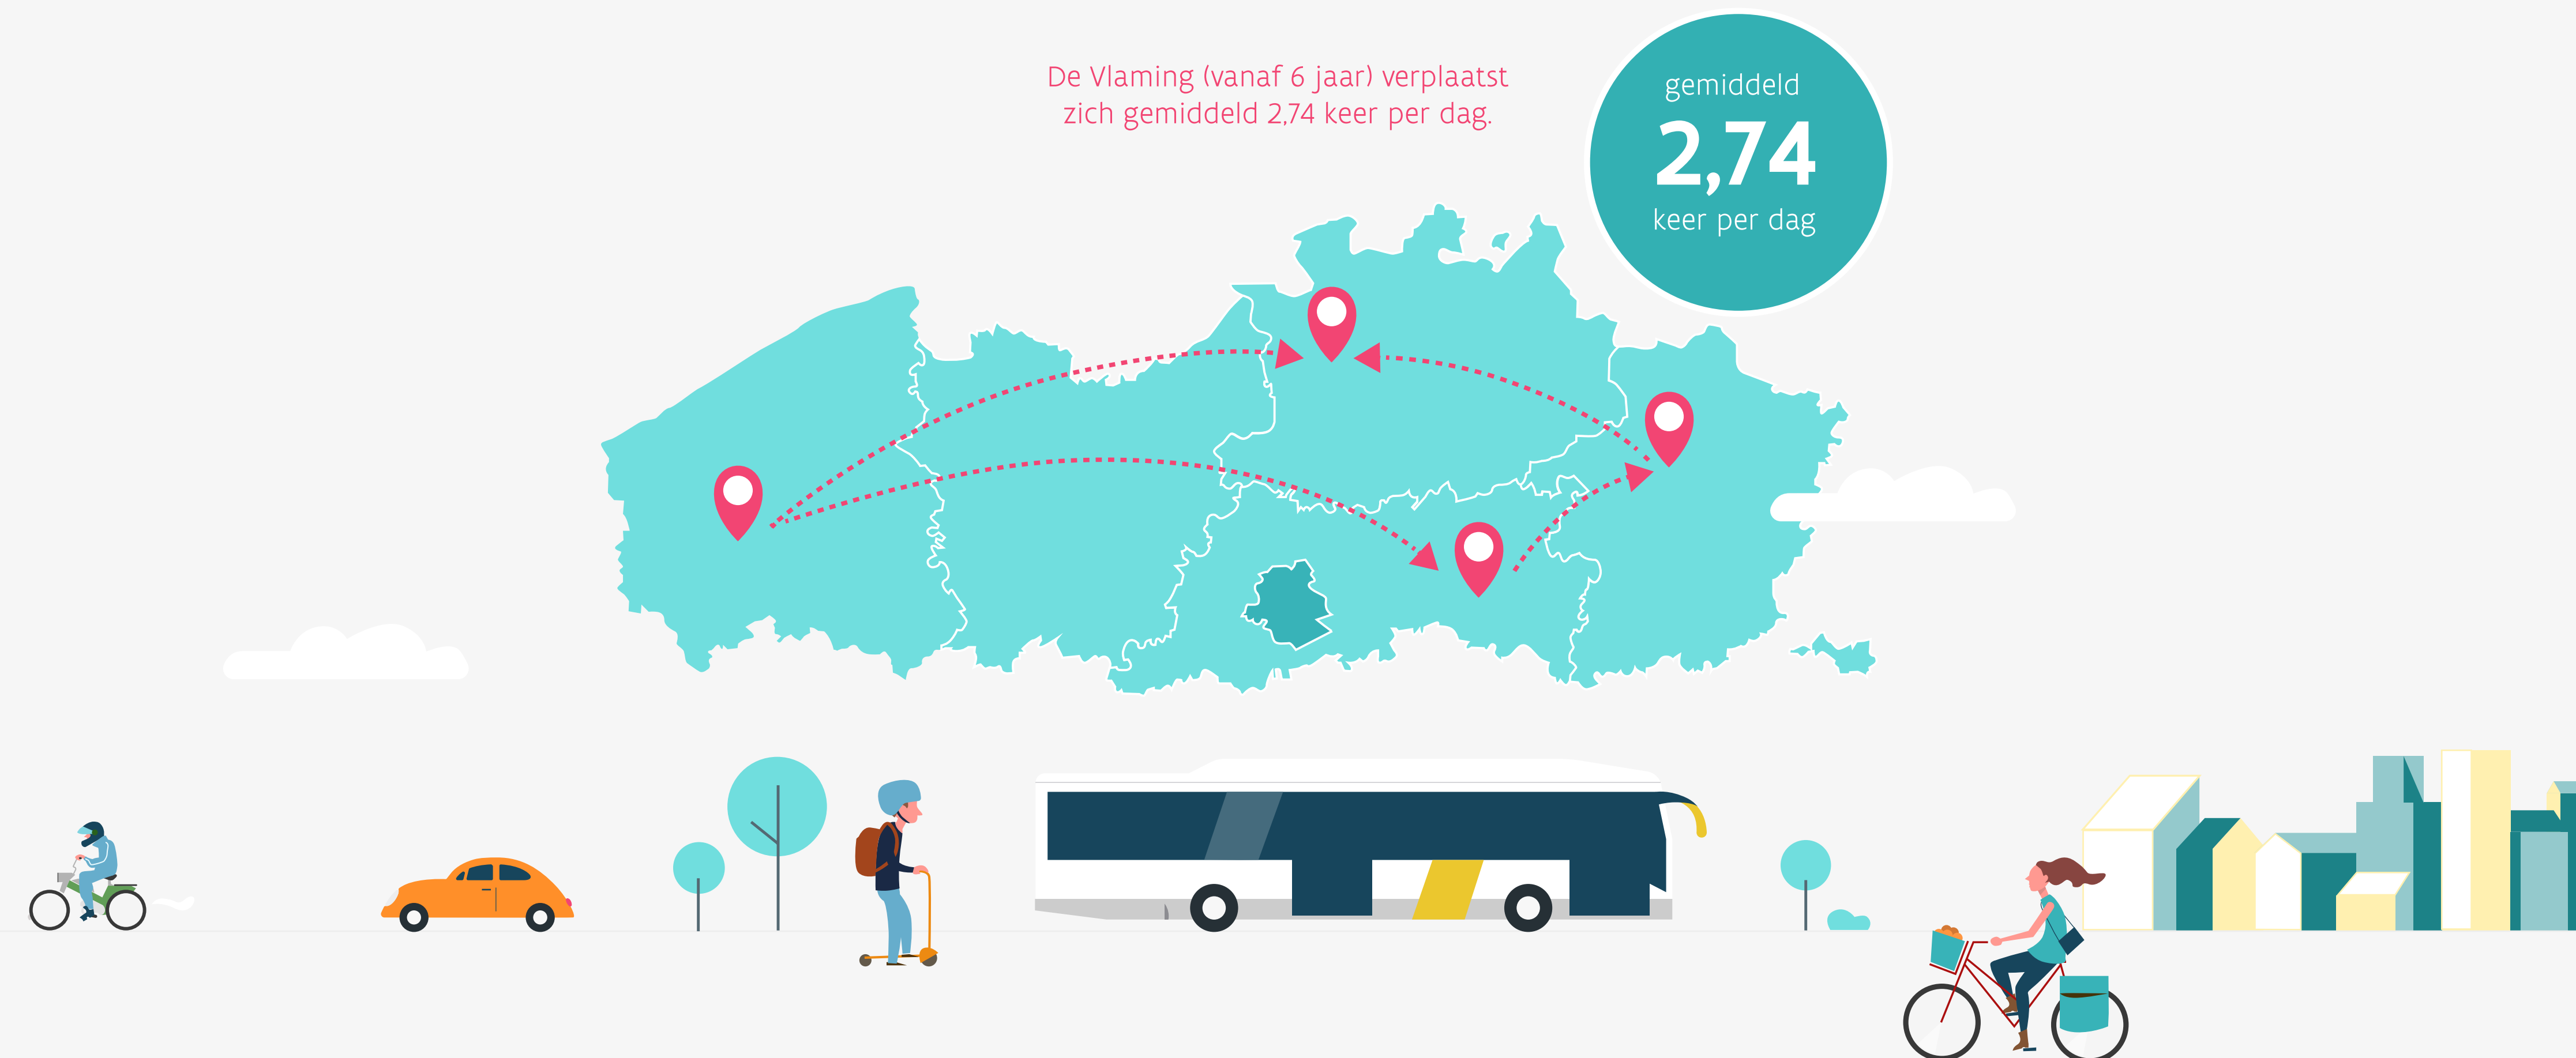 De Vlaming (vanaf 6 jaar) verplaatst
zich gemiddeld 2,74 keer per dag.
gemiddeld
2,74
keer per dag